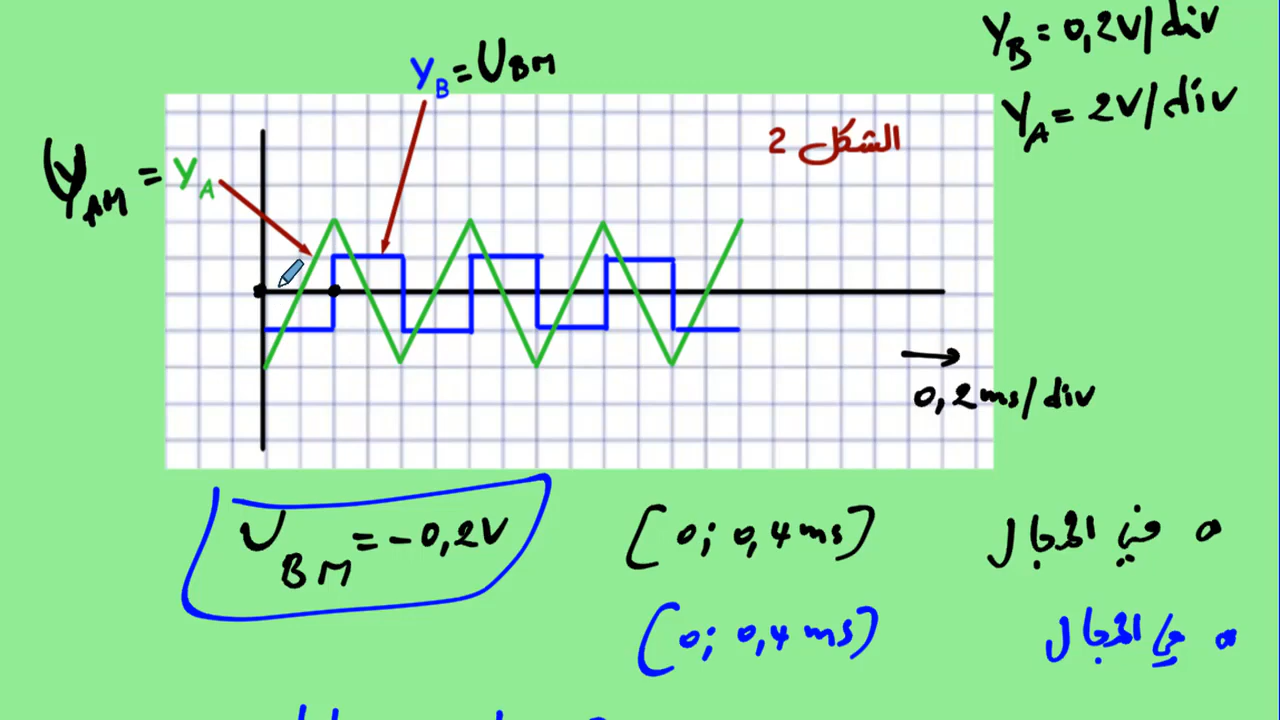 Y_B = 0,2V/div
Y_B = U_BM
Y_A = 2V/div
الشكل 2
U_AM = Y_A
0,2ms/div
في المجال [0; 0,4ms] U_BM = -0,2V
في المجال [0; 0,4ms]